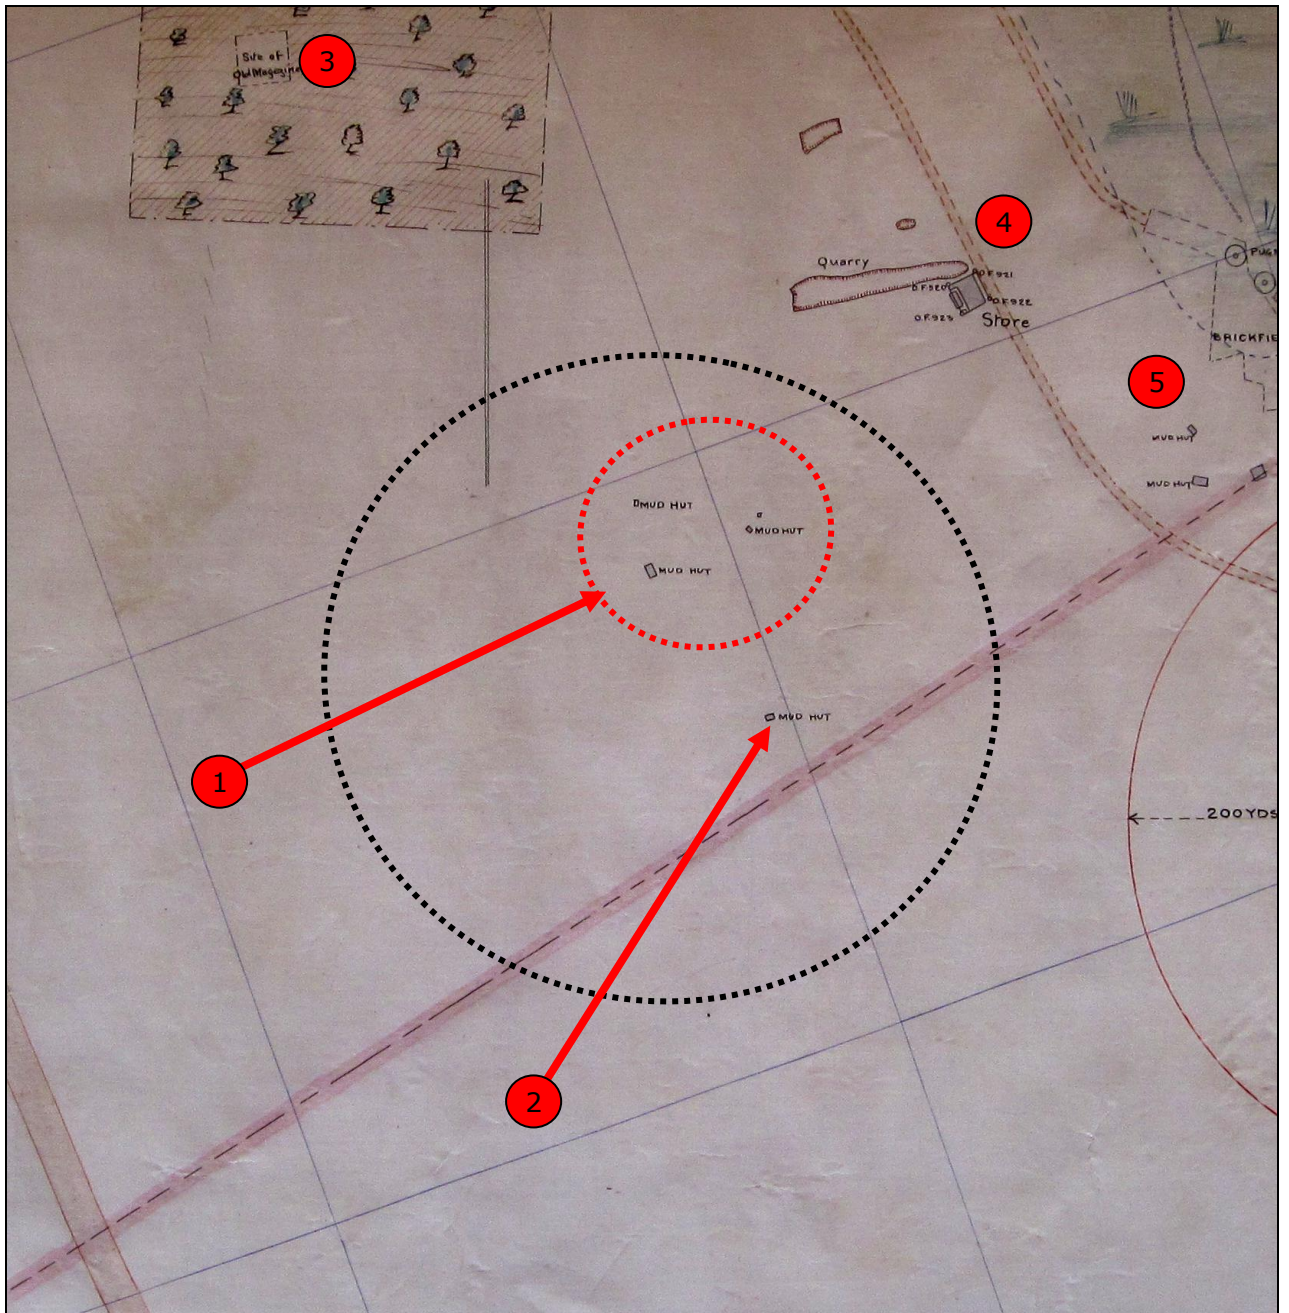 Site of
Old Magazine
3
4
Quarry
O.F.921
O.F.920
O.F.922
O.F.923
Store
BRICKFIE
5
MUD HUT
MUD HUT
MUD HUT
MUD HUT
MUD HUT
MUD HUT
1
200YDS
2